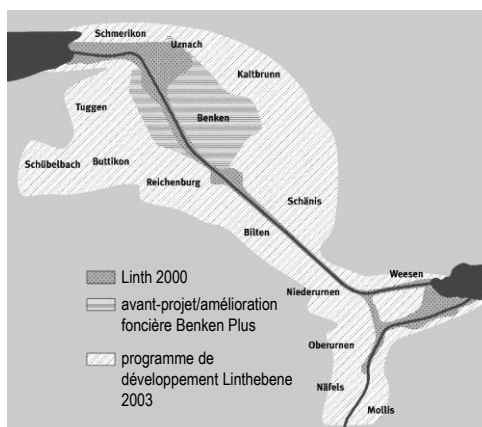 Schmerikon
Uznach
Kaltbrunn
Tuggen
Benken
Schübelbach
Buttikon
Reichenburg
Schänis
Bilten
Weesen
Niederurnen
Oberurnen
Näfels
Mollis
Linth 2000
avant-projet/amélioration
foncière Benken Plus
programme de
développement Linthebene
2003